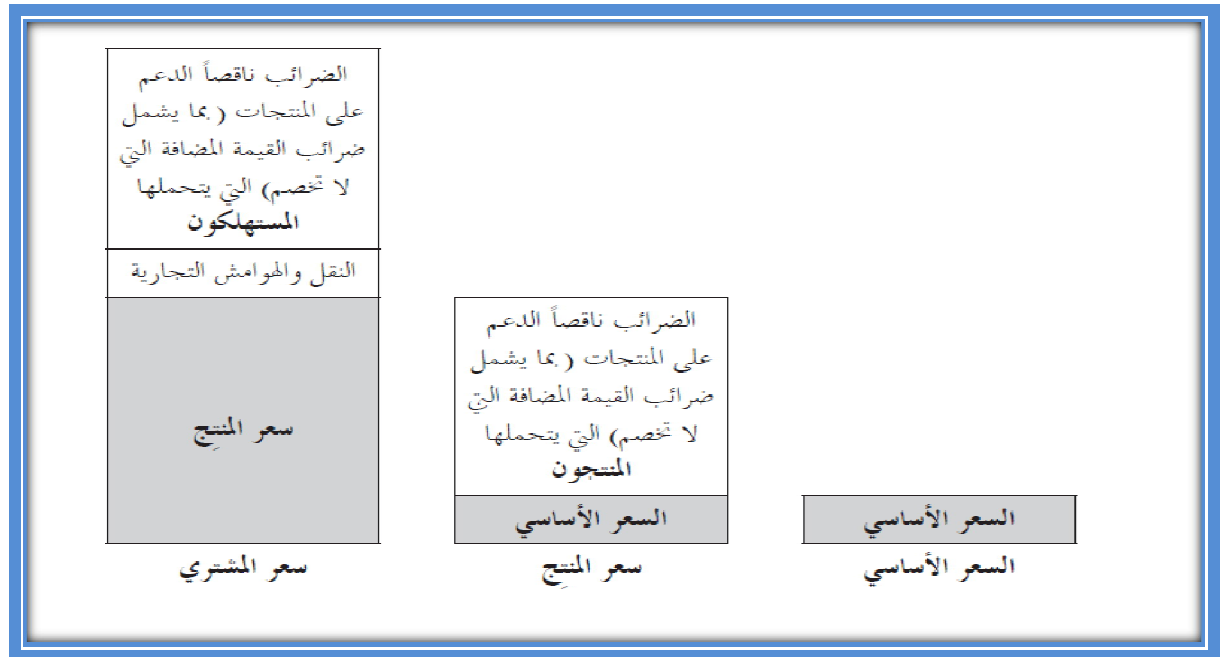 الضرائب ناقصاً الدعم
على المنتجات (بما يشمل
ضرائب القيمة المضافة التي
لا تخصم) التي يتحملها
المستهلكون
النقل والهوامش التجارية
سعر المنتِج
سعر المشتري
الضرائب ناقصاً الدعم
على المنتجات (بما يشمل
ضرائب القيمة المضافة التي
لا تخصم) التي يتحملها
المنتجون
السعر الأساسي
سعر المنتِج
السعر الأساسي
السعر الأساسي